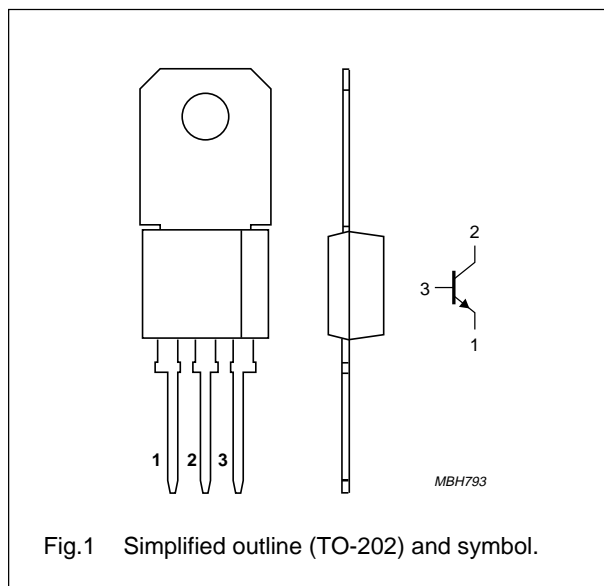 2
3
1
1 2 3
MBH793
Fig.1 Simplified outline (TO-202) and symbol.